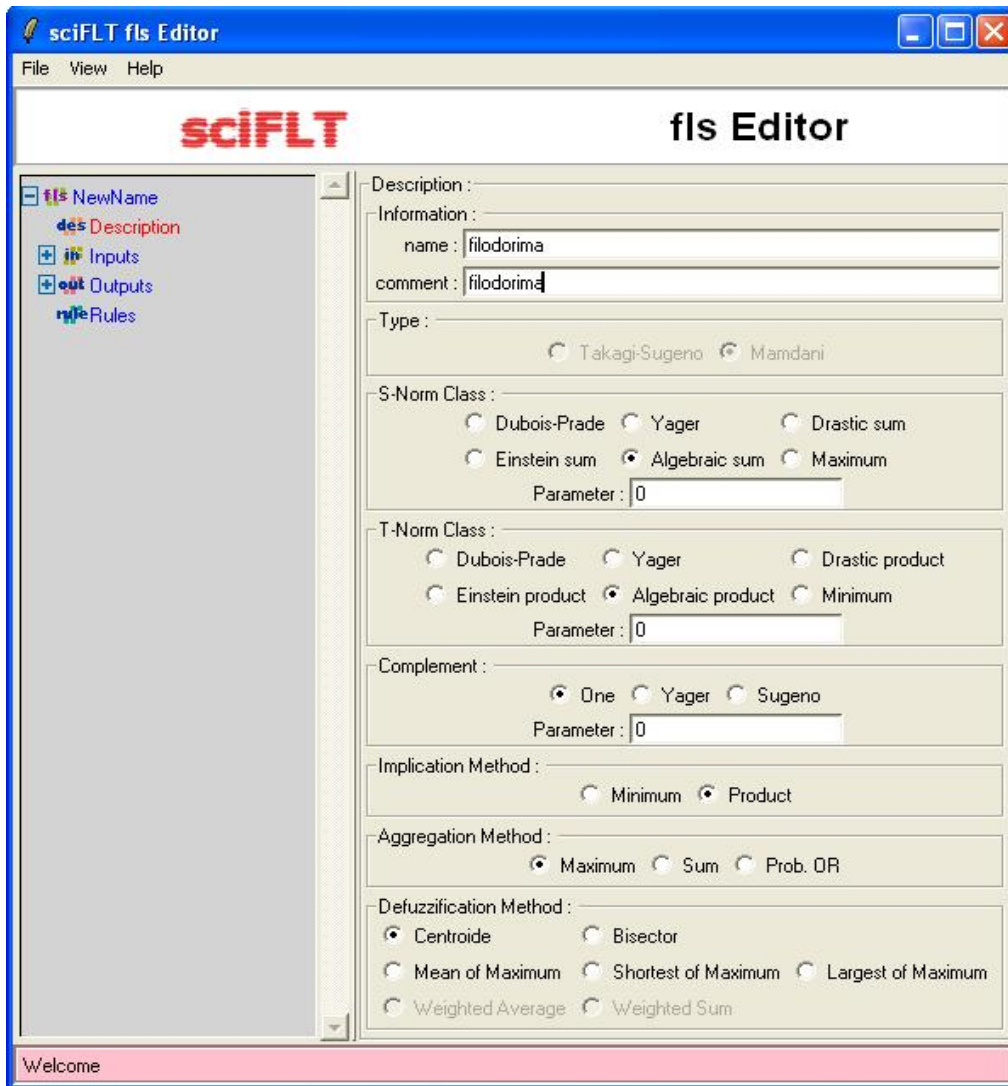 sciFLT fls Editor
File View Help
sciFLT fls Editor
fls NewName
des Description
in Inputs
out Outputs
rule Rules
Description :
Information :
name : filodorima
comment : filodorima
Type :
Takagi-Sugeno Mamdani
S-Norm Class :
Dubois-Prade Yager Drastic sum
Einstein sum Algebraic sum Maximum
Parameter : 0
T-Norm Class :
Dubois-Prade Yager Drastic product
Einstein product Algebraic product Minimum
Parameter : 0
Complement :
One Yager Sugeno
Parameter : 0
Implication Method :
Minimum Product
Aggregation Method :
Maximum Sum Prob. OR
Defuzzification Method :
Centroide Bisector
Mean of Maximum Shortest of Maximum Largest of Maximum
Weighted Average Weighted Sum
Welcome